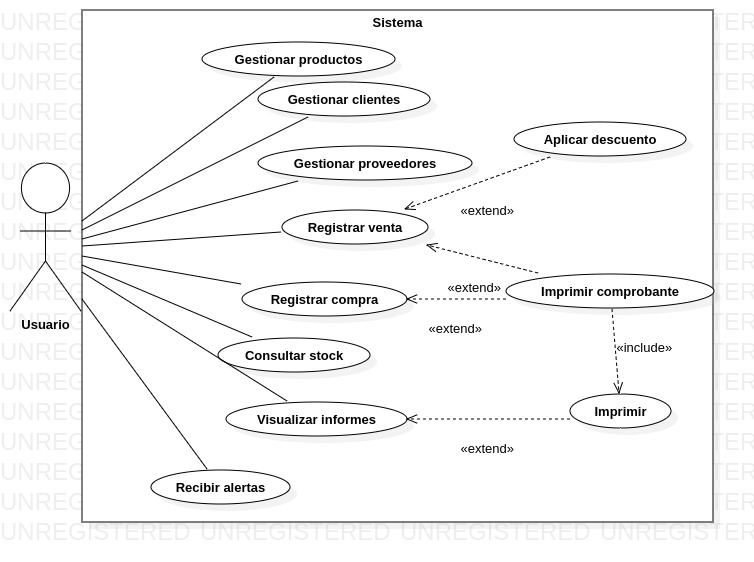 Sistema
Gestionar productos
Gestionar clientes
Aplicar descuento
Gestionar proveedores
«extend»
Registrar venta
«extend»
Imprimir comprobante
Registrar compra
Usuario
«extend»
«include»
Consultar stock
Imprimir
Visualizar informes
«extend»
Recibir alertas
UNREGISTERED UNREGISTERED UNREGISTERED UNREGISTERED